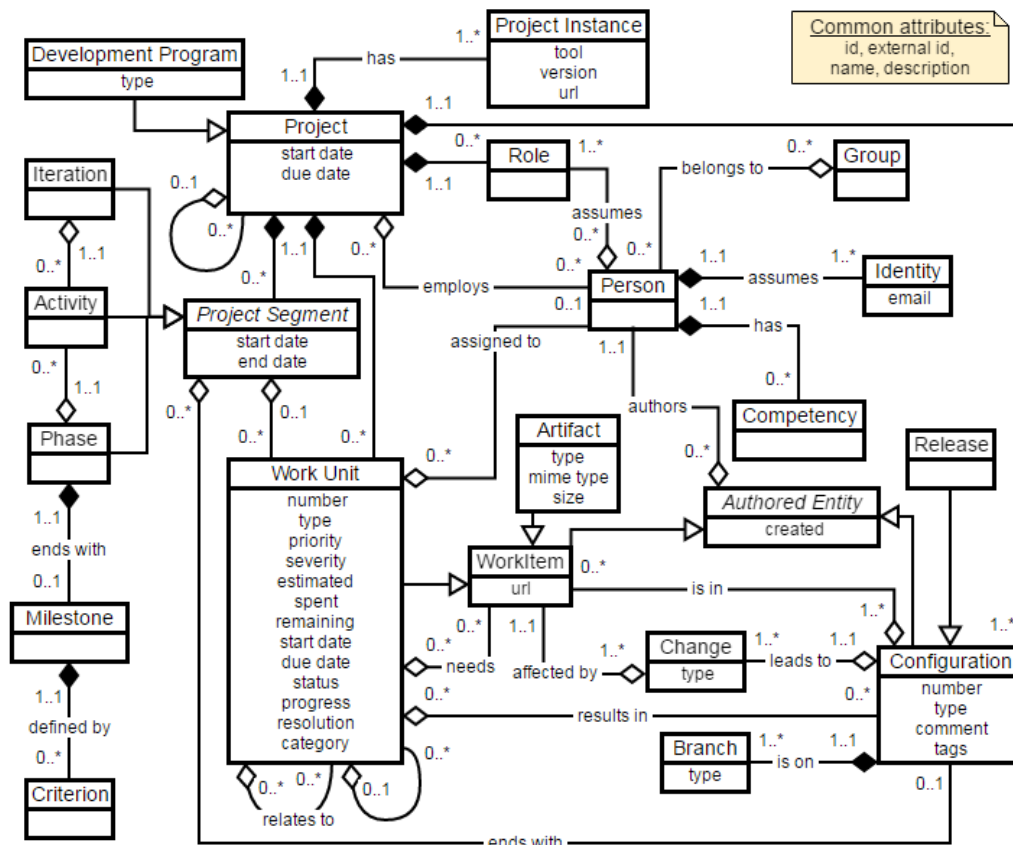 Project Instance
tool
version
url
Common attributes:
id, external id,
name, description
Development Program
type
has
1..*
1..1
Project
start date
due date
1..1
0..*
1..1
Role
1..*
belongs to
0..*
Group
Iteration
0..1
0..*
assumes
0..*
0..*
1..1
0..*
1..1
0..*
0..*
employs
Person
0..1
1..1
assumes
1..*
Identity
email
Activity
Project Segment
start date
end date
assigned to
1..1
1..1
has
0..*
1..1
0..*
0..1
authors
0..*
Competency
Phase
0..*
0..*
0..*
Artifact
type
mime type
size
0..*
Release
Work Unit
number
type
priority
severity
estimated
spent
remaining
start date
due date
status
progress
resolution
category
Authored Entity
created
1..1
ends with
0..1
WorkItem
url
0..*
is in
1..*
1..*
Milestone
0..*
needs
1..1
affected by
0..*
Change
type
1..*
leads to
1..1
Configuration
number
type
comment
tags
1..1
defined by
0..*
0..*
results in
0..*
Branch
type
1..*
is on
1..1
Criterion
0..*
0..*
0..1
0..*
relates to
0..1
ends with